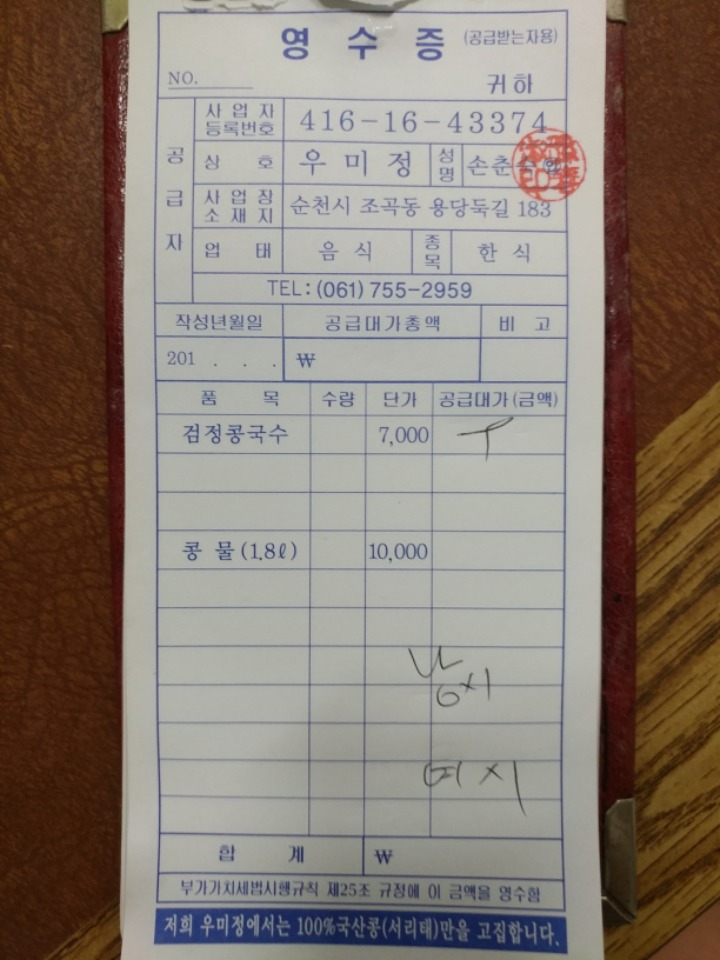 영 수 증 (공급받는자용)
NO. 귀하
공급자
사업자등록번호 416-16-43374
상 호 우 미 정 성명 손춘
사업장소재지 순천시 조곡동 용당둑길 183
업 태 음 식 종목 한 식
TEL: (061) 755-2959
작성년월일 공급대가총액 비 고
201 . . . ₩
품 목 수량 단가 공급대가(금액)
검정콩국수 7,000
콩 물 (1.8ℓ) 10,000
합 계 ₩
부가가치세법시행규칙 제25조 규정에 이 금액을 영수함
저희 우미정에서는 100%국산콩(서리태)만을 고집합니다.